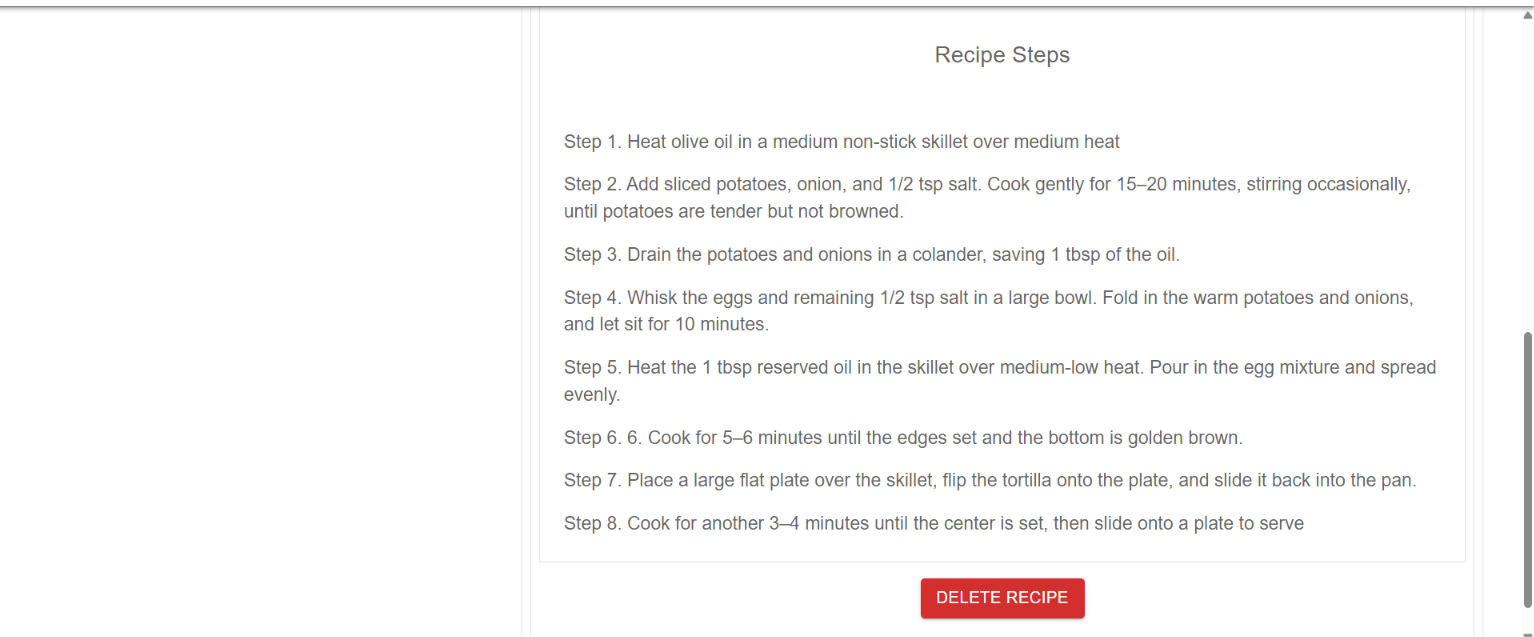 Recipe Steps
Step 1. Heat olive oil in a medium non-stick skillet over medium heat
Step 2. Add sliced potatoes, onion, and 1/2 tsp salt. Cook gently for 15–20 minutes, stirring occasionally,
until potatoes are tender but not browned.
Step 3. Drain the potatoes and onions in a colander, saving 1 tbsp of the oil.
Step 4. Whisk the eggs and remaining 1/2 tsp salt in a large bowl. Fold in the warm potatoes and onions,
and let sit for 10 minutes.
Step 5. Heat the 1 tbsp reserved oil in the skillet over medium-low heat. Pour in the egg mixture and spread
evenly.
Step 6. 6. Cook for 5–6 minutes until the edges set and the bottom is golden brown.
Step 7. Place a large flat plate over the skillet, flip the tortilla onto the plate, and slide it back into the pan.
Step 8. Cook for another 3–4 minutes until the center is set, then slide onto a plate to serve
DELETE RECIPE